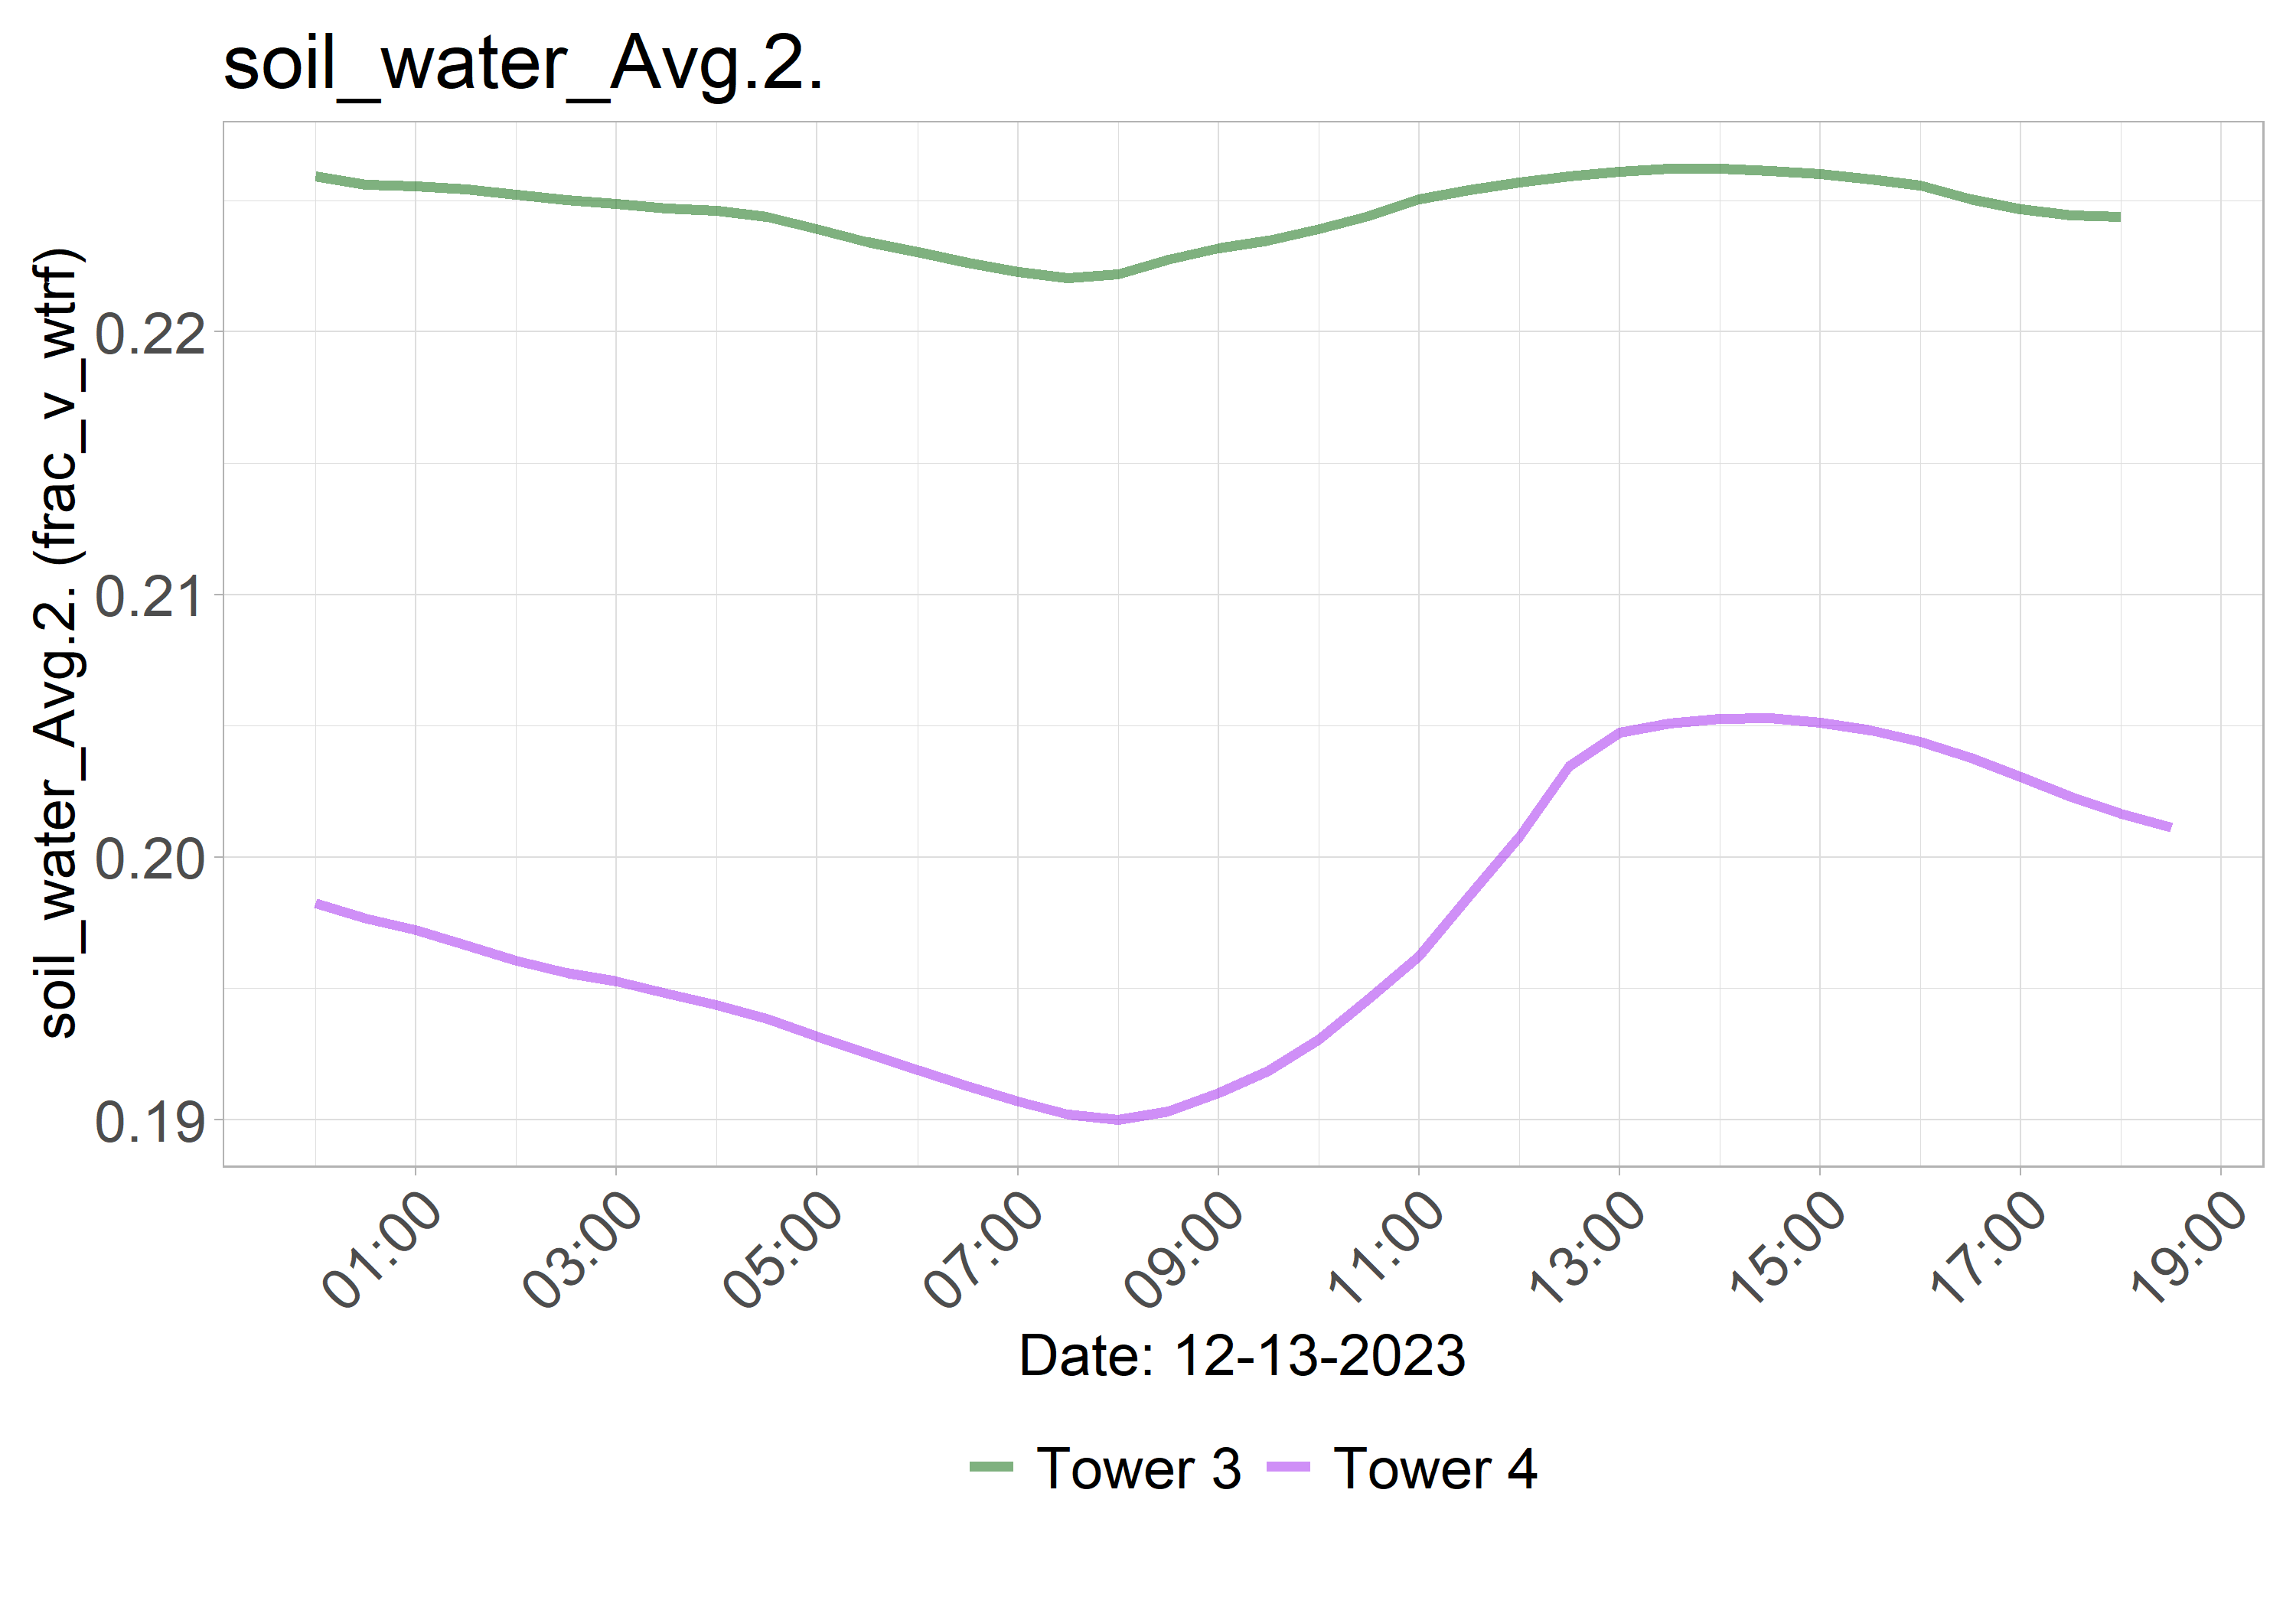 soil_water_Avg.2.
soil_water_Avg.2. (frac_v_wtrf)
0.22
0.21
0.20
0.19
01:00
03:00
05:00
07:00
09:00
11:00
13:00
15:00
17:00
19:00
Date: 12-13-2023
Tower 3
Tower 4